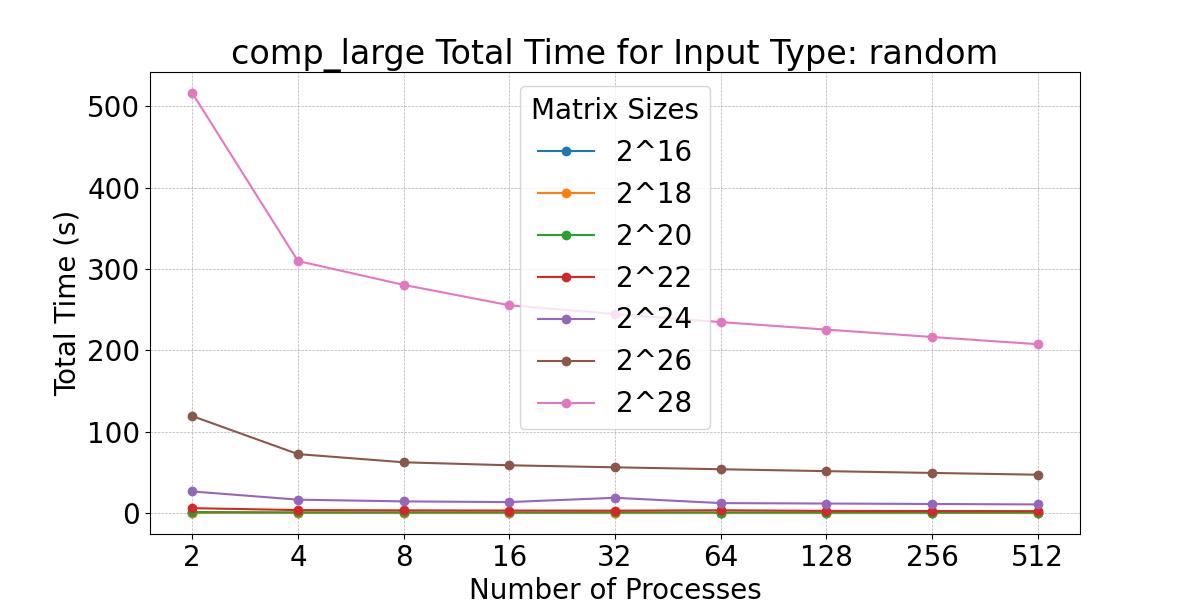 comp_large Total Time for Input Type: random
Total Time (s)
500
400
300
200
100
0
Matrix Sizes
2^16
2^18
2^20
2^22
2^24
2^26
2^28
2 4 8 16 32 64 128 256 512
Number of Processes